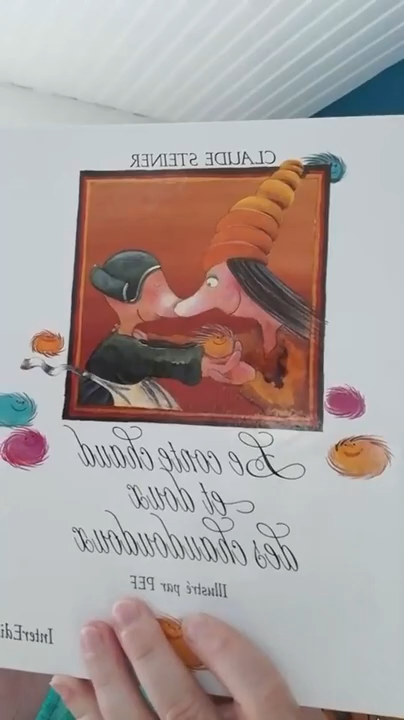 CLAUDE STEINER
Le conte chaud
et doux
des chaudoudoux
Illustré par PEF